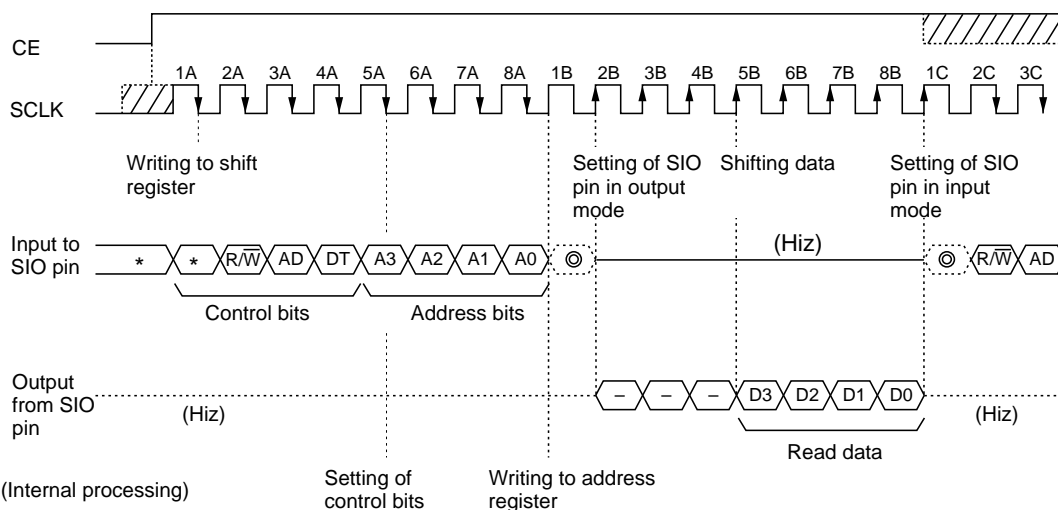 CE
1A 2A 3A 4A 5A 6A 7A 8A 1B 2B 3B 4B 5B 6B 7B 8B 1C 2C 3C
SCLK
Writing to shift
register
Setting of SIO
pin in output
mode
Shifting data
Setting of SIO
pin in input
mode
Input to
SIO pin
* * R/W̅ AD DT A3 A2 A1 A0 ◎ (Hiz) ◎ R/W̅ AD
Control bits
Address bits
Output
from SIO
pin
(Hiz) – – – D3 D2 D1 D0 (Hiz)
Read data
(Internal processing)
Setting of
control bits
Writing to address
register